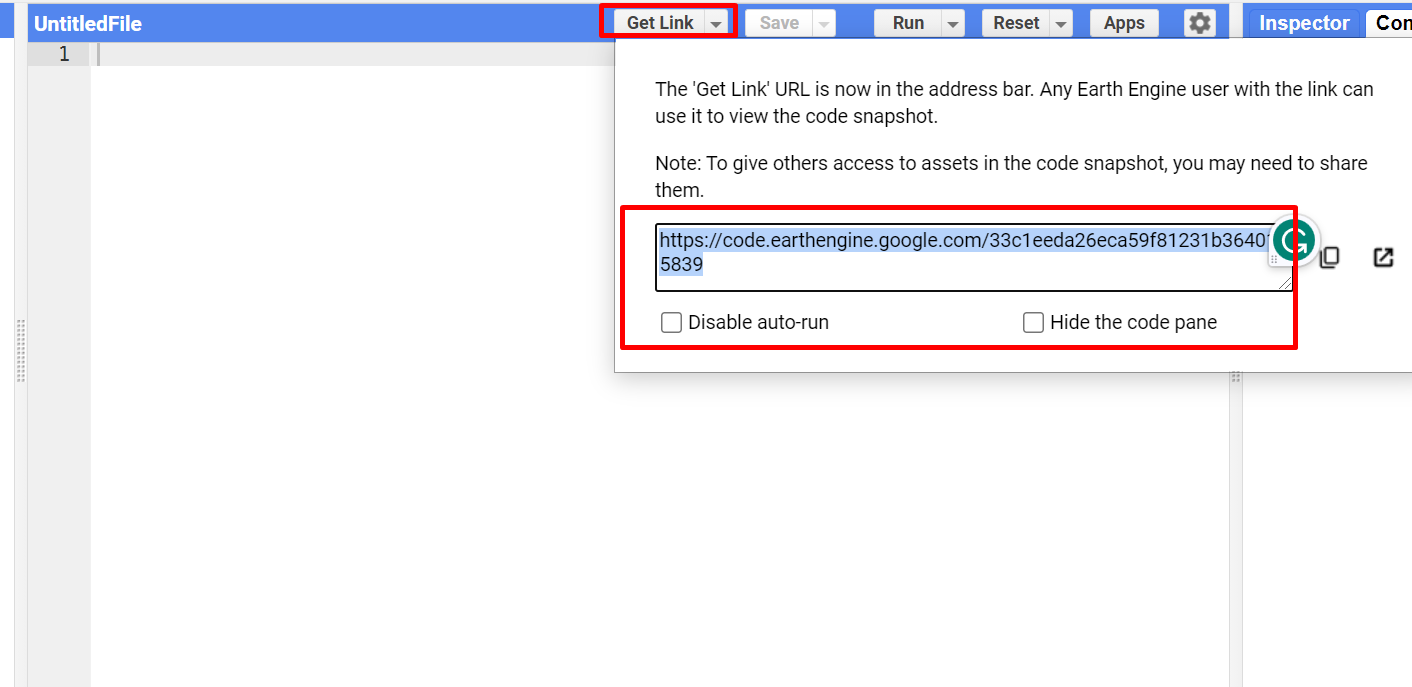 UntitledFile
Get Link
Save
Run
Reset
Apps
Inspector
Con
1
The 'Get Link' URL is now in the address bar. Any Earth Engine user with the link can
use it to view the code snapshot.
Note: To give others access to assets in the code snapshot, you may need to share
them.
https://code.earthengine.google.com/33c1eeda26eca59f81231b3640
5839
Disable auto-run
Hide the code pane